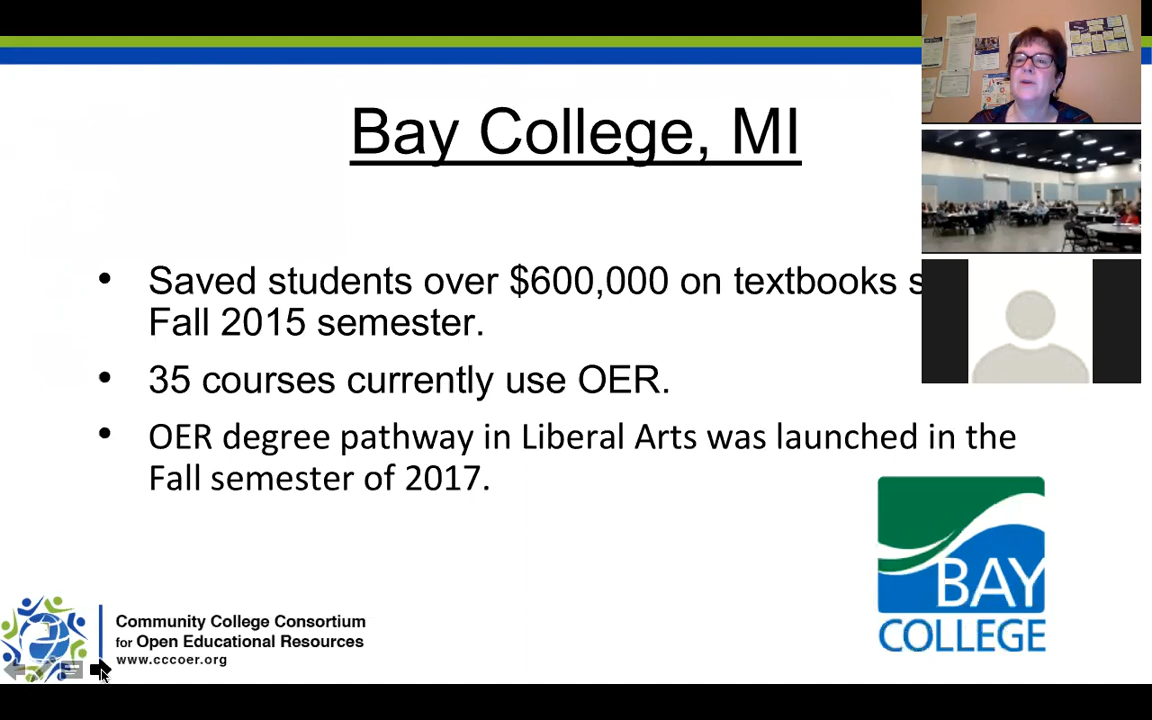 Bay College, MI
• Saved students over $600,000 on textbooks s
Fall 2015 semester.
• 35 courses currently use OER.
• OER degree pathway in Liberal Arts was launched in the
Fall semester of 2017.
BAY
COLLEGE
Community College Consortium
for Open Educational Resources
www.cccoer.org